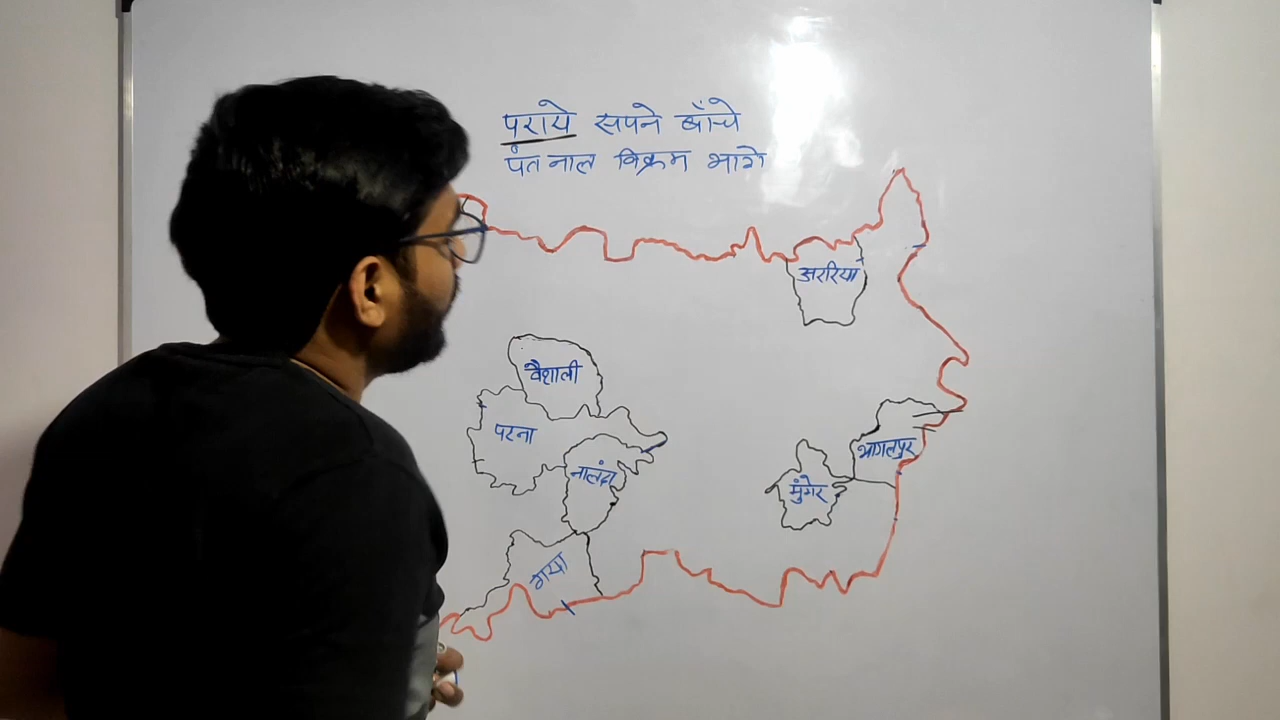 पराये सपने बाँचे
पंत नाल विक्रम भागे
अररिया
वैशाली
पटना
नालंदा
भागलपुर
मुंगेर
गया